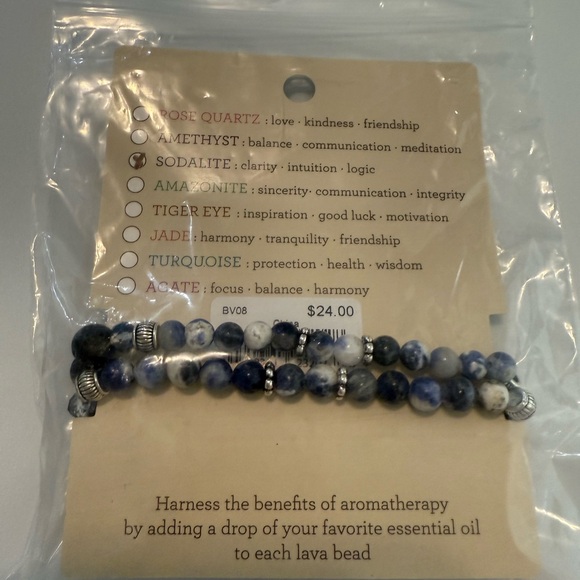 ROSE QUARTZ : love · kindness · friendship
AMETHYST : balance · communication · meditation
SODALITE : clarity · intuition · logic
AMAZONITE : sincerity · communication · integrity
TIGER EYE : inspiration · good luck · motivation
JADE : harmony · tranquility · friendship
TURQUOISE : protection · health · wisdom
AGATE : focus · balance · harmony
BV08 $24.00
China
Harness the benefits of aromatherapy
by adding a drop of your favorite essential oil
to each lava bead